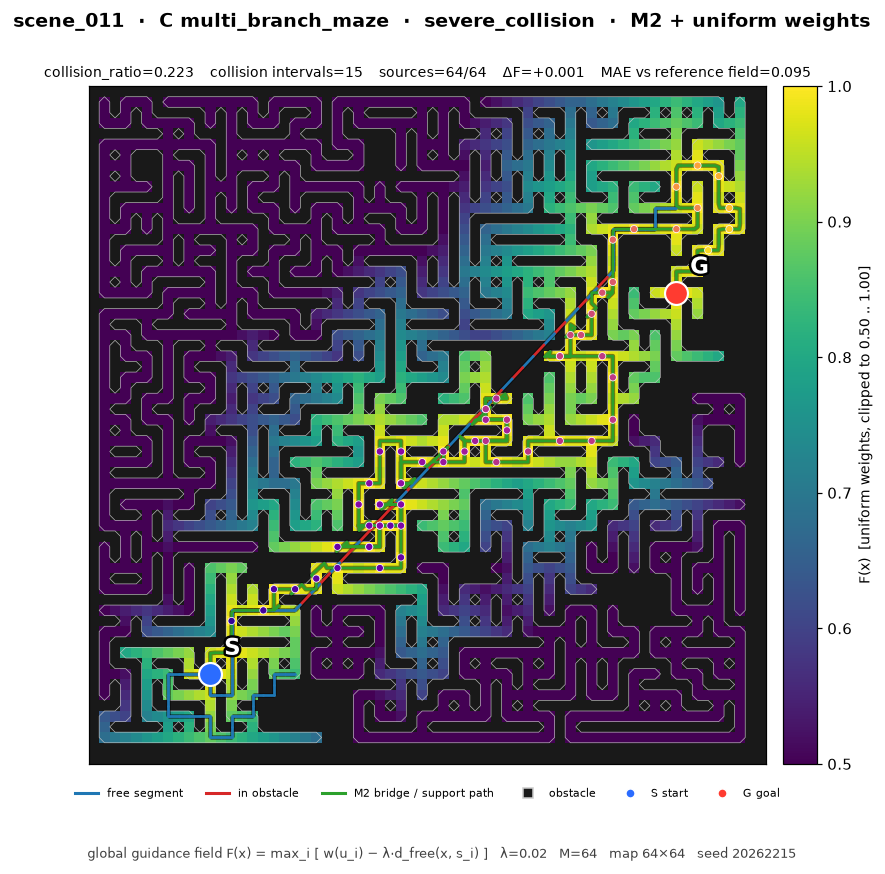 scene_011 · C multi_branch_maze · severe_collision · M2 + uniform weights
collision_ratio=0.223 collision intervals=15 sources=64/64 ΔF=+0.001 MAE vs reference field=0.095
G
S
1.0
0.9
0.8
0.7
0.6
0.5
F(x) [uniform weights, clipped to 0.50 .. 1.00]
free segment in obstacle M2 bridge / support path obstacle S start G goal
global guidance field F(x) = max_i [ w(u_i) − λ·d_free(x, s_i) ] λ=0.02 M=64 map 64×64 seed 20262215